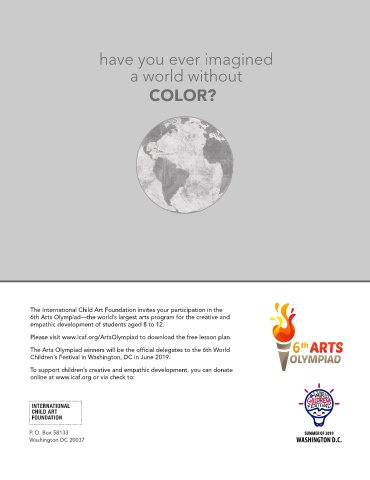 have you ever imagined
a world without
COLOR?
The International Child Art Foundation invites your participation in the
6th Arts Olympiad—the world's largest arts program for the creative and
empathic development of students aged 8 to 12.
Please visit www.icaf.org/ArtsOlympiad to download the free lesson plan.
The Arts Olympiad winners will be the official delegates to the 6th World
Children's Festival in Washington, DC in June 2019.
To support children's creative and empathic development, you can donate
online at www.icaf.org or via check to:
INTERNATIONAL
CHILD ART
FOUNDATION
P. O. Box 58133
Washington DC 20037
6th ARTS
OLYMPIAD
WORLD
CHILDREN'S
FESTIVAL
SUMMER OF 2019
WASHINGTON D.C.